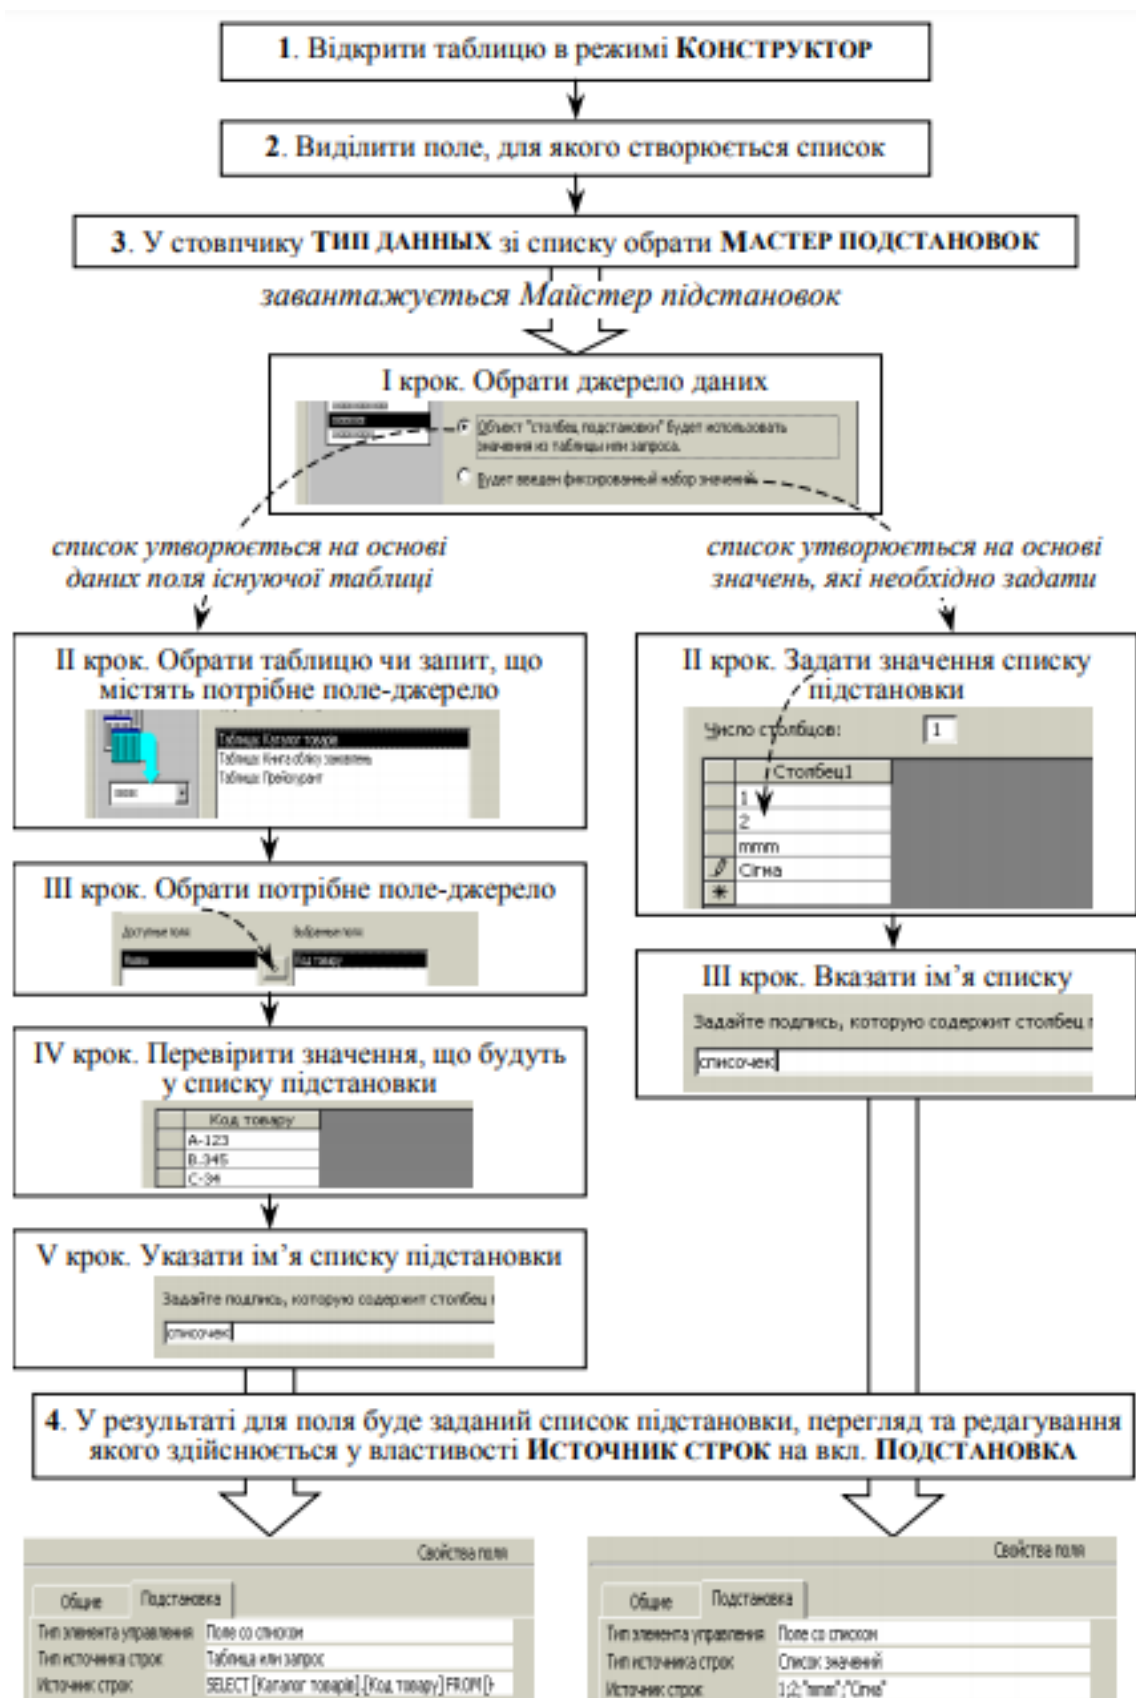 1. Відкрити таблицю в режимі КОНСТРУКТОР
2. Виділити поле, для якого створюється список
3. У стовпчику ТИП ДАННЫХ зі списку обрати МАСТЕР ПОДСТАНОВОК
завантажується Майстер підстановок
І крок. Обрати джерело даних
Объект "столбец подстановки" будет использовать
значения из таблицы или запроса.
Будет введен фиксированный набор значений.
список утворюється на основі
даних поля існуючої таблиці
список утворюється на основі
значень, які необхідно задати
ІІ крок. Обрати таблицю чи запит, що
містять потрібне поле-джерело
Таблица: Каталог товарів
Таблица: Книга обліку замовлень
Таблица: Прейскурант
ІІ крок. Задати значення списку
підстановки
Число столбцов: 1
Столбец1
1
2
mmm
Сігна
ІІІ крок. Обрати потрібне поле-джерело
Доступные поля: Выбранные поля:
Назва Код товару
ІІІ крок. Вказати ім’я списку
Задайте подпись, которую содержит столбец
списочек
IV крок. Перевірити значення, що будуть
у списку підстановки
Код товару
А-123
В.345
С-34
V крок. Указати ім’я списку підстановки
Задайте подпись, которую содержит столбец
списочек
4. У результаті для поля буде заданий список підстановки, перегляд та редагування
якого здійснюється у властивості ИСТОЧНИК СТРОК на вкл. ПОДСТАНОВКА
Свойства поля
Общие Подстановка
Тип элемента управления Поле со списком
Тип источника строк Таблица или запрос
Источник строк SELECT [Каталог товарів].[Код товару] FROM [
Свойства поля
Общие Подстановка
Тип элемента управления Поле со списком
Тип источника строк Список значений
Источник строк 1;2;"mmm";"Сігна"